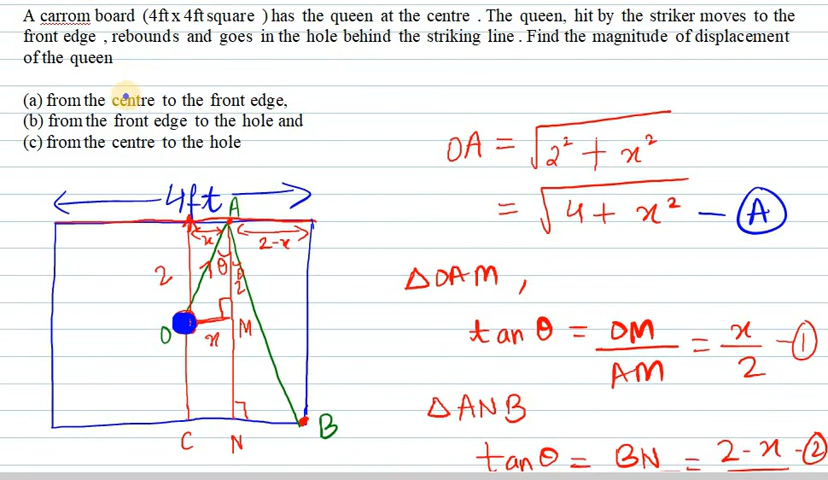 A carrom board (4ft x 4ft square ) has the queen at the centre . The queen, hit by the striker moves to the
front edge , rebounds and goes in the hole behind the striking line . Find the magnitude of displacement
of the queen
(a) from the centre to the front edge,
(b) from the front edge to the hole and
(c) from the centre to the hole
OA = √2² + x²
= √4 + x² - A
4ft
A
x
2-x
2
θ
θ
2
O
x
M
B
C
N
△OAM ,
tan θ = OM/AM = x/2 - 1
△ANB
tan θ = BN = 2-x - 2